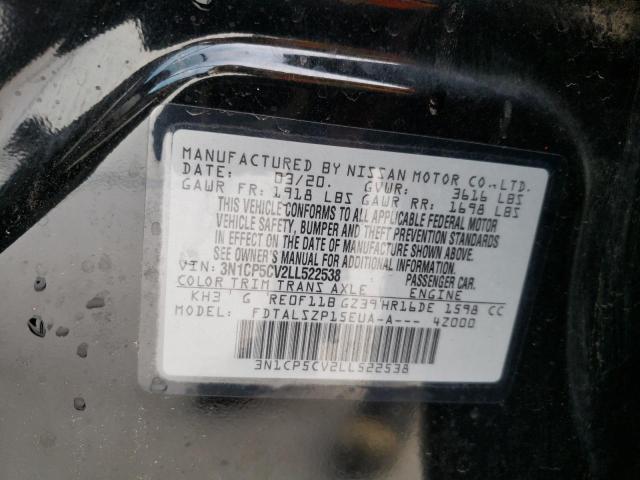 MANUFACTURED BY NISSAN MOTOR CO.,LTD.
DATE: 03/20. GVWR: 3616 LBS
GAWR FR: 1918 LBS GAWR RR: 1698 LBS
THIS VEHICLE CONFORMS TO ALL APPLICABLE FEDERAL MOTOR
VEHICLE SAFETY, BUMPER AND THEFT PREVENTION STANDARDS
IN EFFECT ON THE DATE OF MANUFACTURE SHOWN ABOVE.
SEE OWNER'S MANUAL FOR ADDITIONAL INFORMATION.
VIN: 3N1CP5CV2LL522538 PASSENGER CAR
COLOR TRIM TRANS AXLE ENGINE
KH3 G RE0F11B GZ39 HR16DE 1598 CC
MODEL: FDTALSZP15EUA-A--- 42000
3N1CP5CV2LL522538